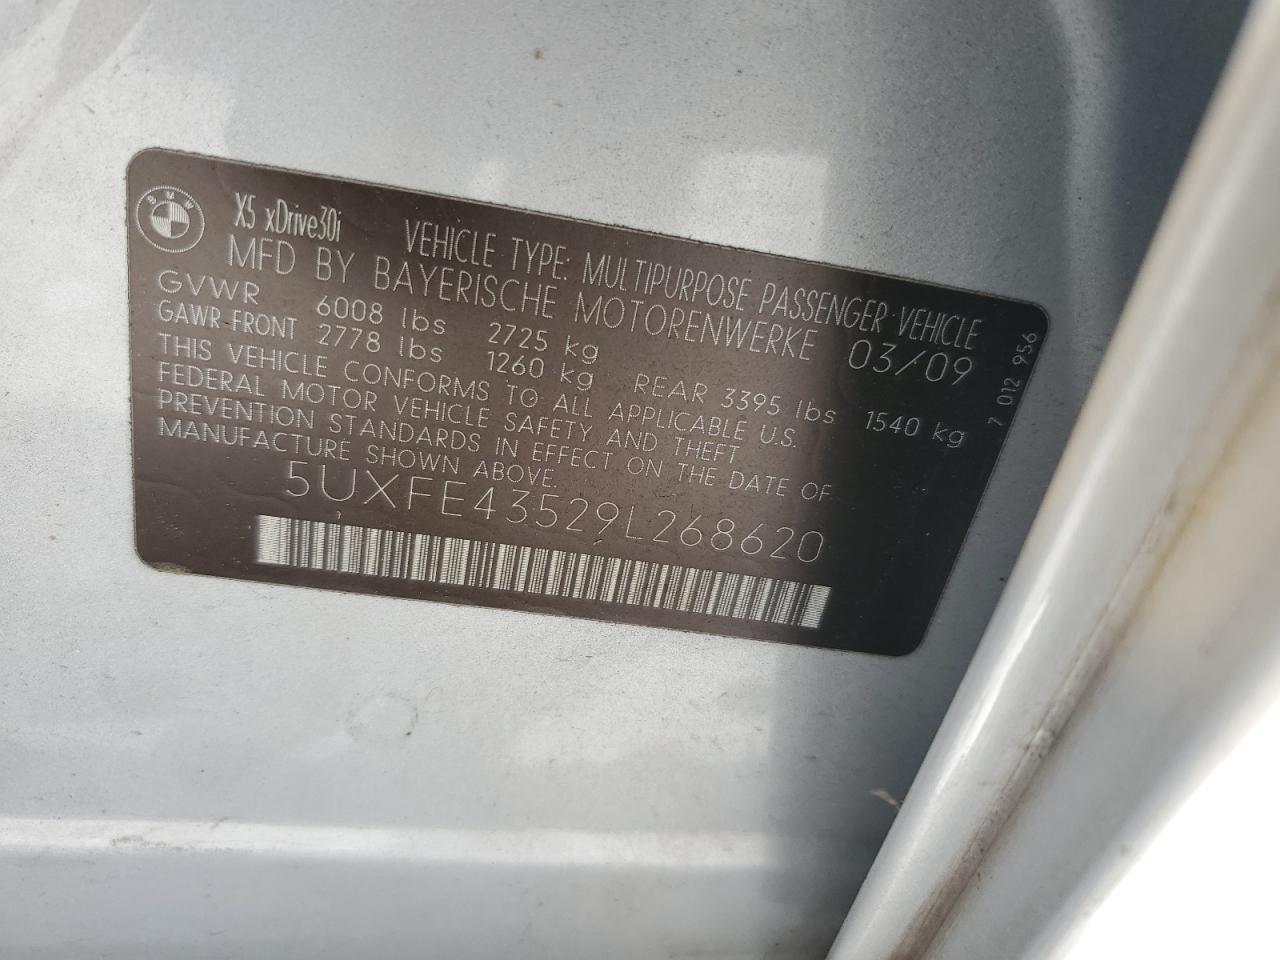 BMW
X5 xDrive30i VEHICLE TYPE: MULTIPURPOSE PASSENGER VEHICLE
MFD BY BAYERISCHE MOTORENWERKE 03/09
GVWR 6008 lbs 2725 kg
GAWR-FRONT 2778 lbs 1260 kg REAR 3395 lbs 1540 kg
THIS VEHICLE CONFORMS TO ALL APPLICABLE U.S.
FEDERAL MOTOR VEHICLE SAFETY AND THEFT
PREVENTION STANDARDS IN EFFECT ON THE DATE OF
MANUFACTURE SHOWN ABOVE.
5UXFE43529L268620
7 012 956